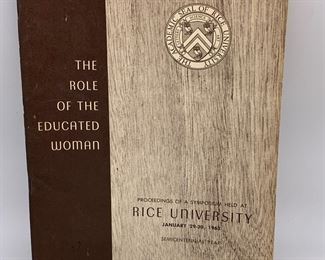 THE ACADEMIC SEAL OF RICE UNIVERSITY
THE
ROLE
OF THE
EDUCATED
WOMAN
PROCEEDINGS OF A SYMPOSIUM HELD AT
RICE UNIVERSITY
JANUARY 29-30, 1963
SEMICENTENNIAL YEAR